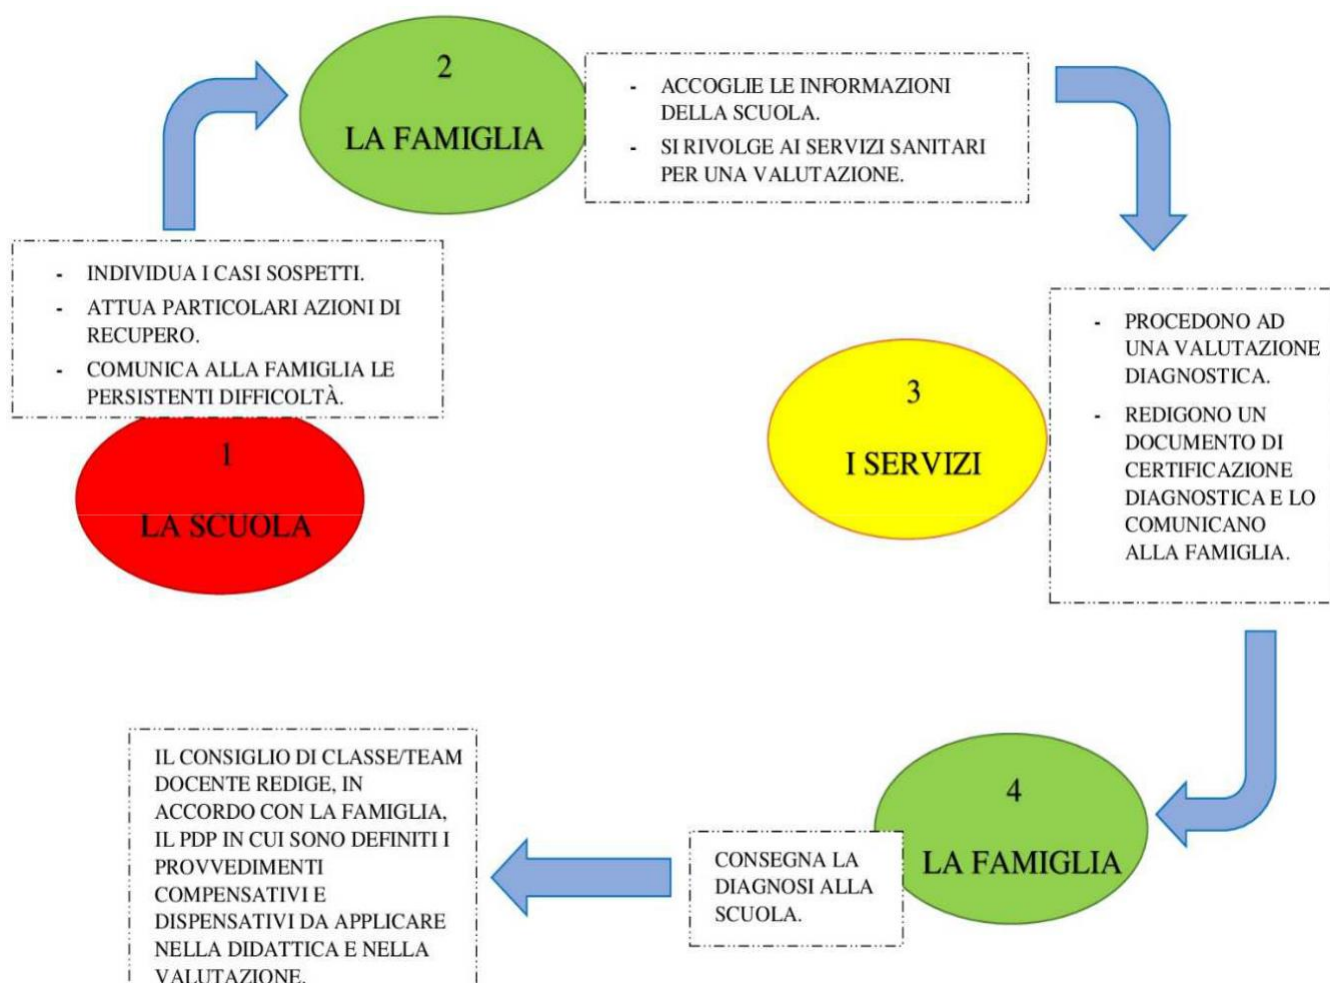 1
LA SCUOLA
- INDIVIDUA I CASI SOSPETTI.
- ATTUA PARTICOLARI AZIONI DI
RECUPERO.
- COMUNICA ALLA FAMIGLIA LE
PERSISTENTI DIFFICOLTÀ.
2
LA FAMIGLIA
- ACCOGLIE LE INFORMAZIONI
DELLA SCUOLA.
- SI RIVOLGE AI SERVIZI SANITARI
PER UNA VALUTAZIONE.
3
I SERVIZI
- PROCEDONO AD
UNA VALUTAZIONE
DIAGNOSTICA.
- REDIGONO UN
DOCUMENTO DI
CERTIFICAZIONE
DIAGNOSTICA E LO
COMUNICANO
ALLA FAMIGLIA.
4
LA FAMIGLIA
CONSEGNA LA
DIAGNOSI ALLA
SCUOLA.
IL CONSIGLIO DI CLASSE/TEAM
DOCENTE REDIGE, IN
ACCORDO CON LA FAMIGLIA,
IL PDP IN CUI SONO DEFINITI I
PROVVEDIMENTI
COMPENSATIVI E
DISPENSATIVI DA APPLICARE
NELLA DIDATTICA E NELLA
VALUTAZIONE.